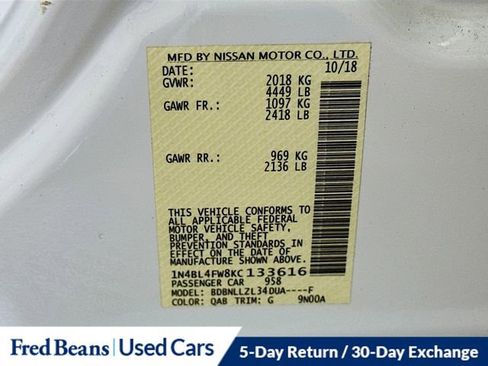 MFD BY NISSAN MOTOR CO., LTD.
DATE: 10/18
GVWR: 2018 KG
4449 LB
GAWR FR.: 1097 KG
2418 LB
GAWR RR.: 969 KG
2136 LB
THIS VEHICLE CONFORMS TO
ALL APPLICABLE FEDERAL
MOTOR VEHICLE SAFETY,
BUMPER, AND THEFT
PREVENTION STANDARDS IN
EFFECT ON THE DATE OF
MANUFACTURE SHOWN ABOVE.
1N4BL4FW8KC133616
PASSENGER CAR 958
MODEL: BDBNLLZL34DUA----F
COLOR: QAB TRIM: G 9N00A
Fred Beans Used Cars 5-Day Return / 30-Day Exchange